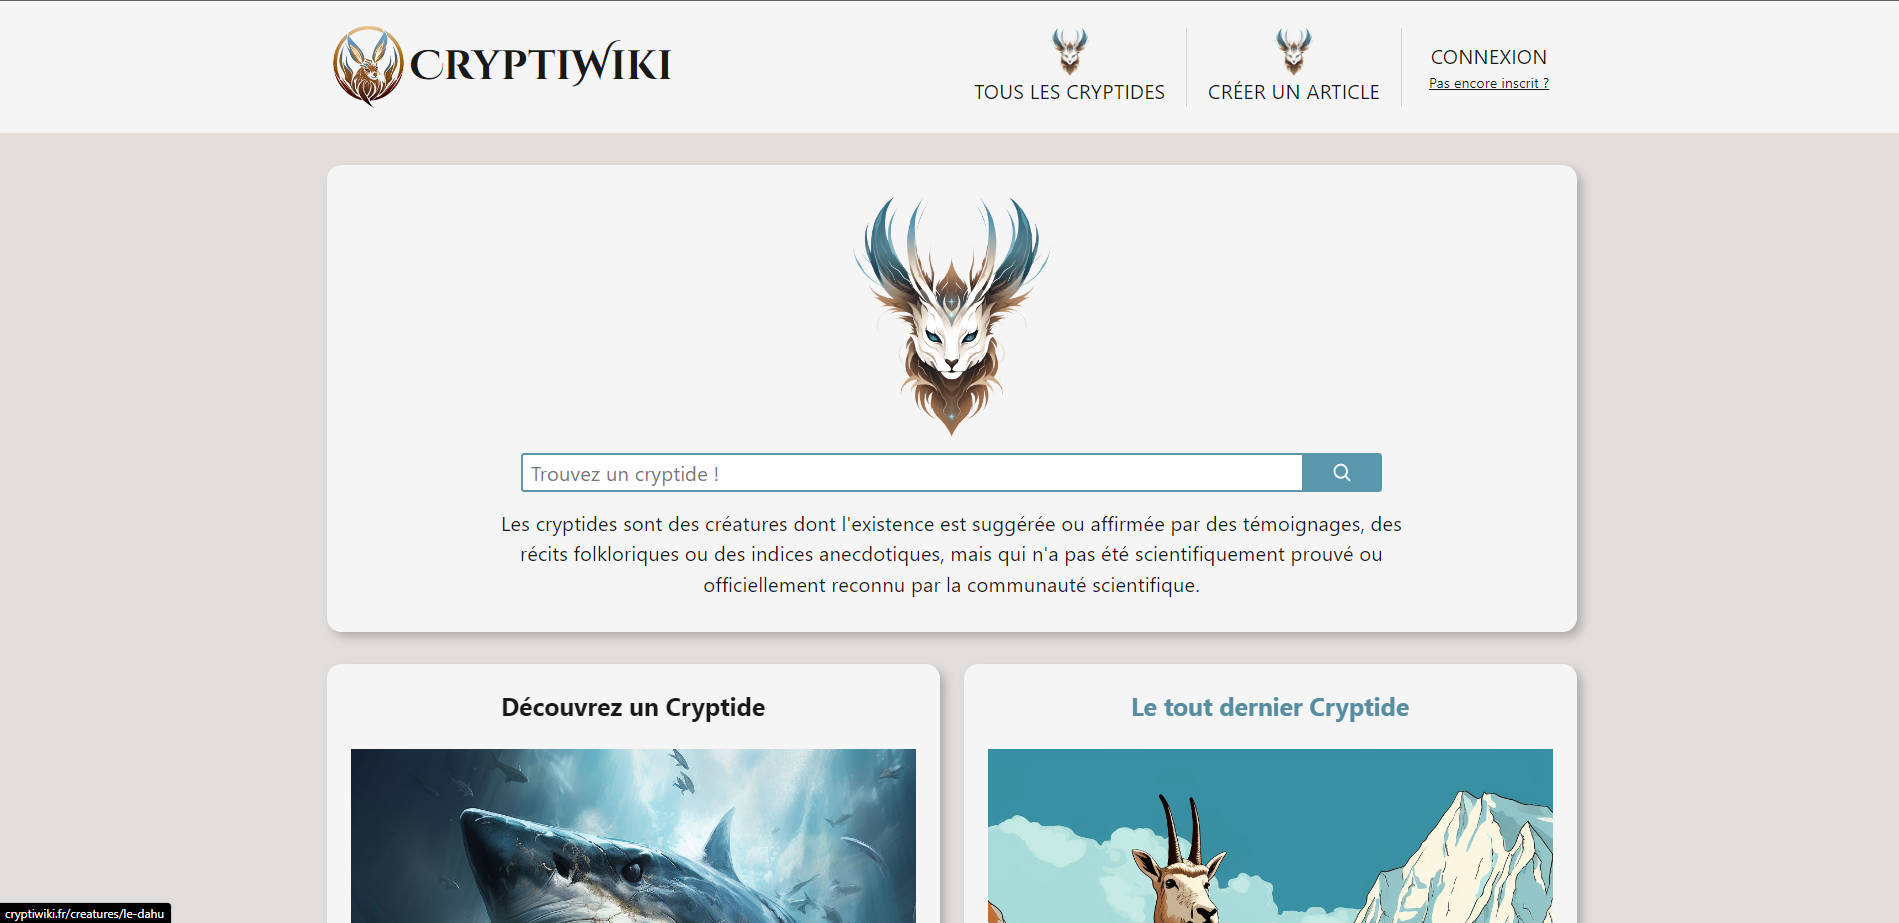 CRYPTIWIKI
TOUS LES CRYPTIDES
CRÉER UN ARTICLE
CONNEXION
Pas encore inscrit ?
Trouvez un cryptide !
Les cryptides sont des créatures dont l'existence est suggérée ou affirmée par des témoignages, des
récits folkloriques ou des indices anecdotiques, mais qui n'a pas été scientifiquement prouvé ou
officiellement reconnu par la communauté scientifique.
Découvrez un Cryptide
Le tout dernier Cryptide
cryptiwiki.fr/creatures/le-dahu